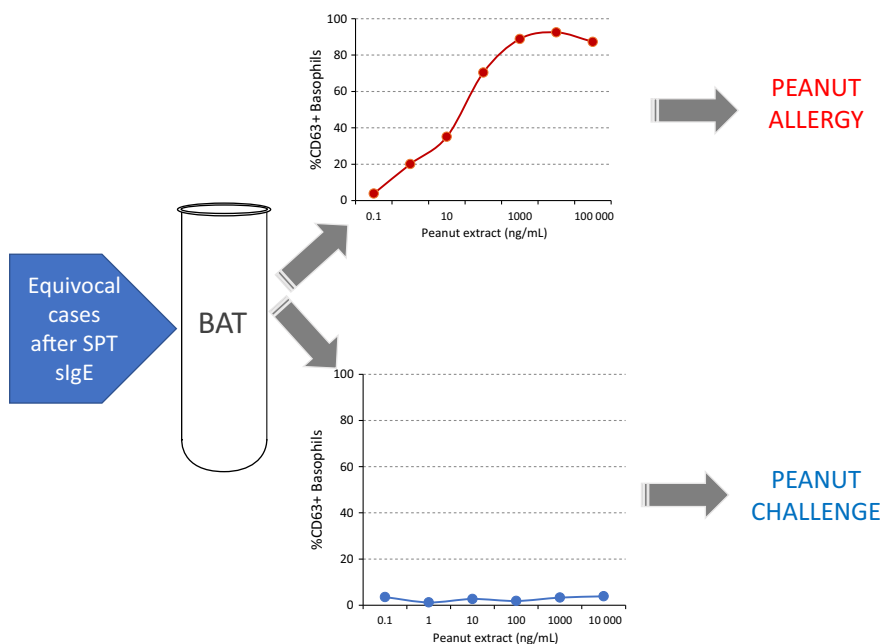 Equivocal
cases
after SPT
sIgE
BAT
%CD63+ Basophils
100
80
60
40
20
0
0.1 10 1000 100 000
Peanut extract (ng/mL)
PEANUT
ALLERGY
%CD63+ Basophils
100
80
60
40
20
0
0.1 1 10 100 1000 10 000
Peanut extract (ng/mL)
PEANUT
CHALLENGE